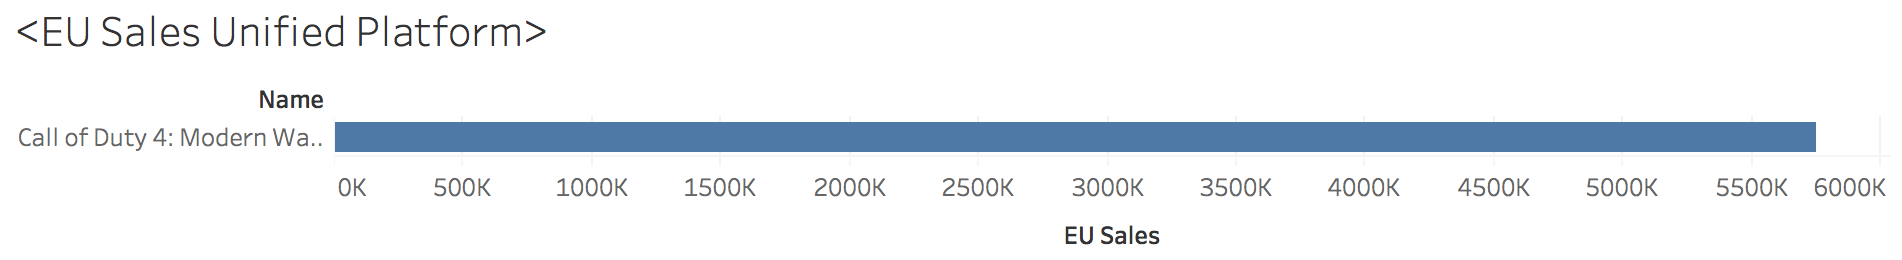 <EU Sales Unified Platform>
Name
Call of Duty 4: Modern Wa..
0K 500K 1000K 1500K 2000K 2500K 3000K 3500K 4000K 4500K 5000K 5500K 6000K
EU Sales